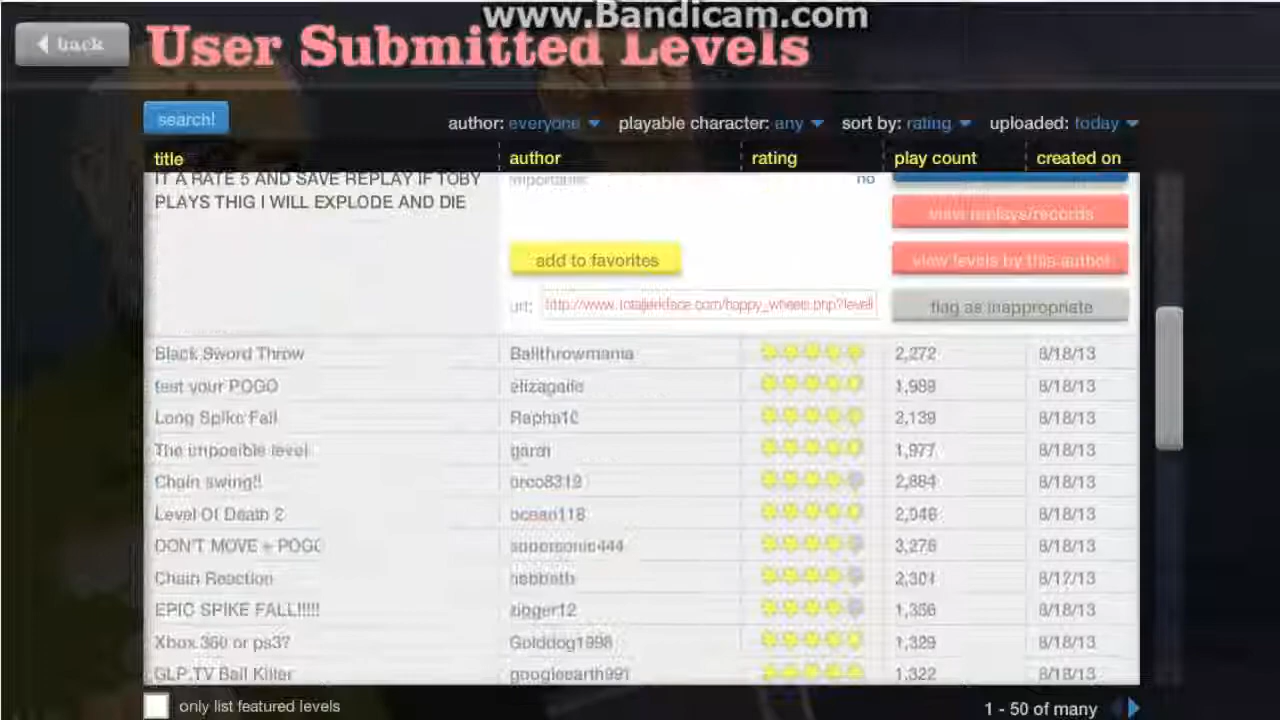 www.Bandicam.com
back
User Submitted Levels
search!
author: everyone playable character: any sort by: rating uploaded: today
title author rating play count created on
IT A RATE 5 AND SAVE REPLAY IF TOBY
PLAYS THIG I WILL EXPLODE AND DIE
importable: no
view replays/records
add to favorites view levels by this author
url: http://www.totaljerkface.com/happy_wheels.php?level flag as inappropriate
Black Sword Throw Ballthrowmania 2,272 8/18/13
test your POGO 1,989 8/18/13
Long Spike Fall Rapha10 2,139 8/18/13
The imposible level 1,977 8/18/13
Chain swing!! 2,884 8/18/13
Level Of Death 2 ocean118 2,046 8/18/13
DON'T MOVE + POGO supersonic444 3,276 8/18/13
Chain Reaction 2,301 8/17/13
EPIC SPIKE FALL!!!!! 1,356 8/18/13
Xbox 360 or ps3? Golddog1998 1,329 8/18/13
GLP.TV Ball Killer googleearth991 1,322 8/18/13
only list featured levels 1 - 50 of many